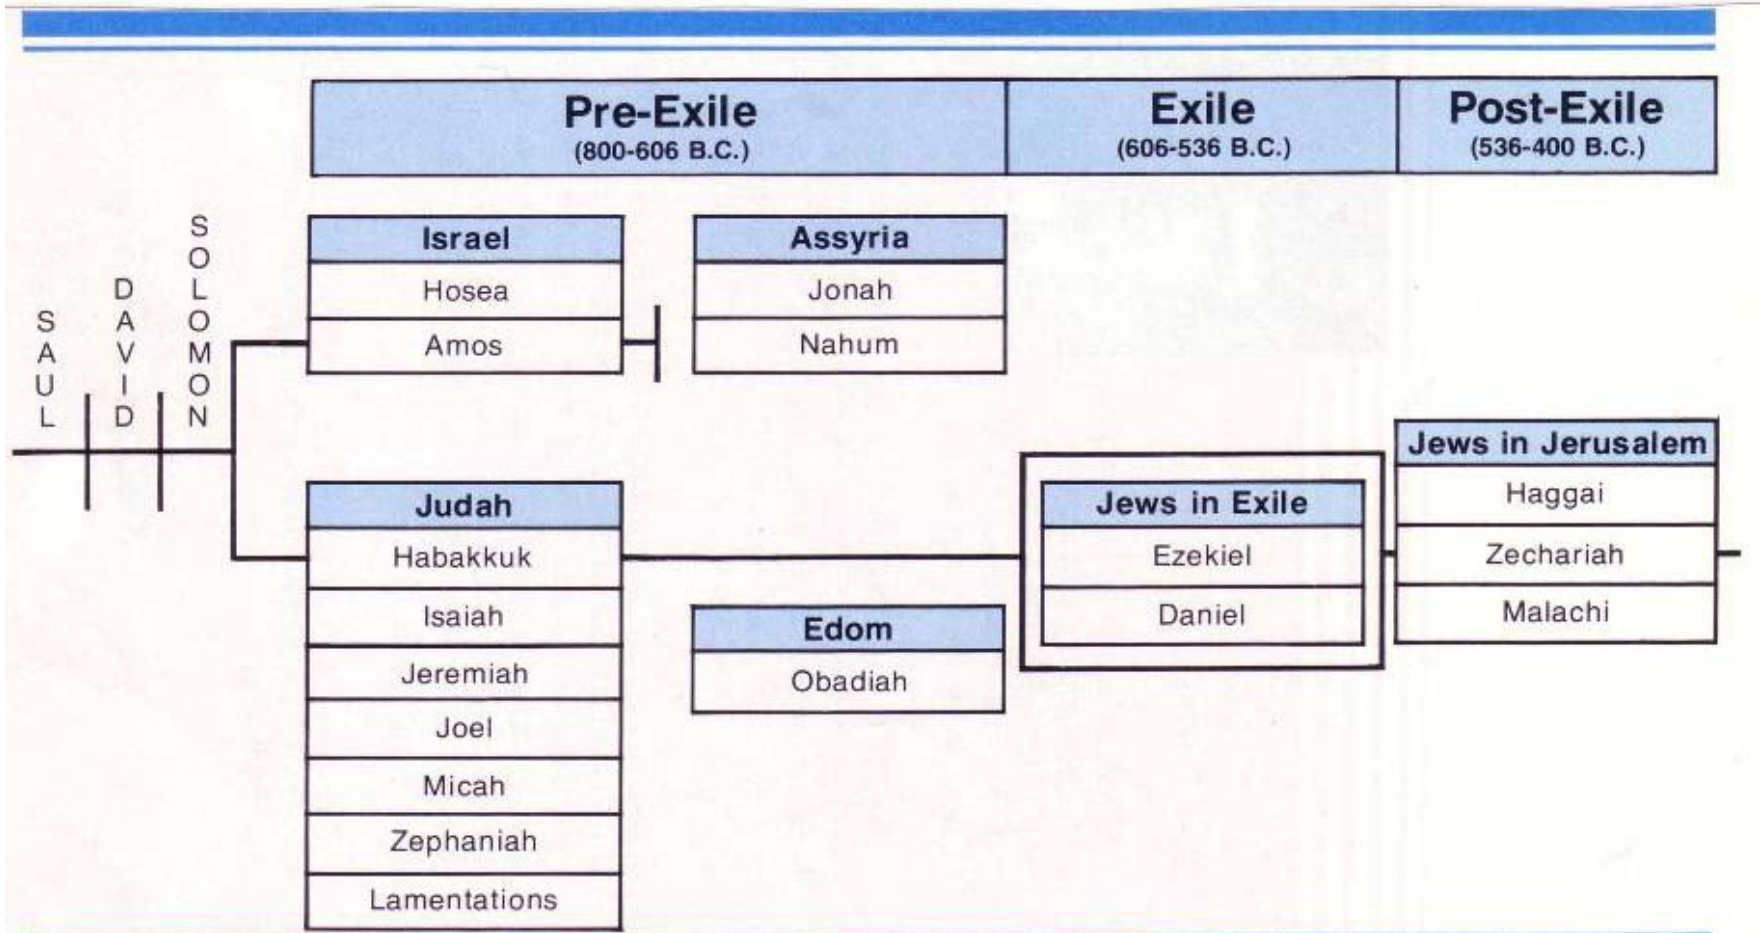 Pre-Exile
(800-606 B.C.)
Exile
(606-536 B.C.)
Post-Exile
(536-400 B.C.)
SAUL
DAVID
SOLOMON
Israel
Hosea
Amos
Assyria
Jonah
Nahum
Judah
Habakkuk
Isaiah
Jeremiah
Joel
Micah
Zephaniah
Lamentations
Edom
Obadiah
Jews in Exile
Ezekiel
Daniel
Jews in Jerusalem
Haggai
Zechariah
Malachi